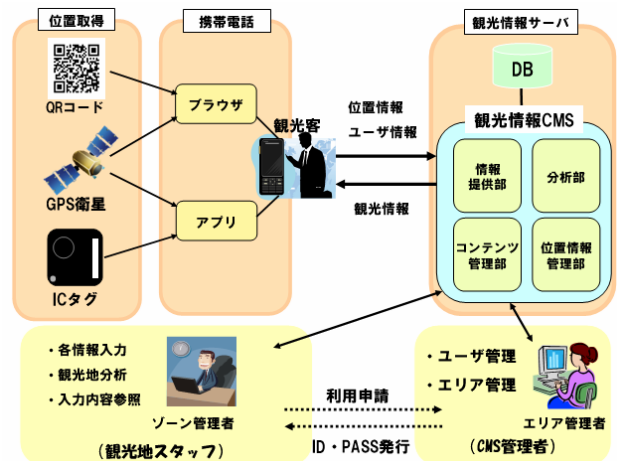 位置取得
QRコード
GPS衛星
ICタグ
携帯電話
ブラウザ
アプリ
観光客
位置情報
ユーザ情報
観光情報
観光情報サーバ
DB
観光情報CMS
情報
提供部
分析部
コンテンツ
管理部
位置情報
管理部
・各情報入力
・観光地分析
・入力内容参照
ゾーン管理者
(観光地スタッフ)
利用申請
ID・PASS発行
・ユーザ管理
・エリア管理
エリア管理者
(CMS管理者)